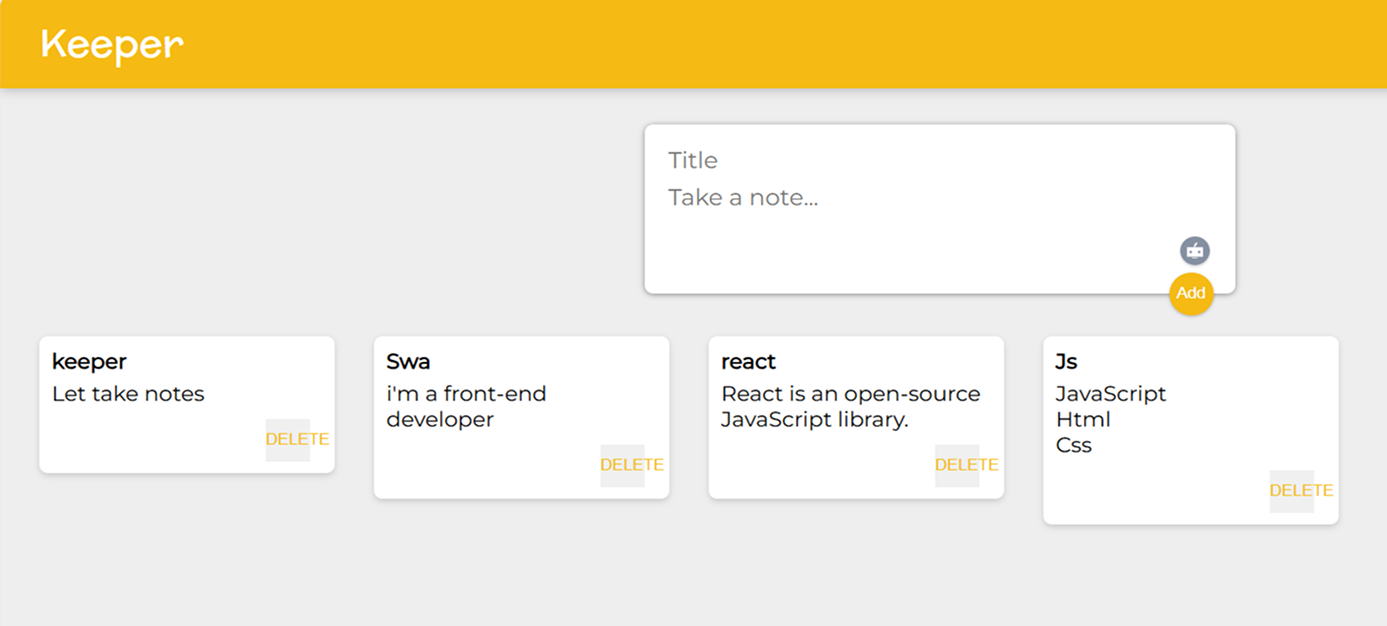 Keeper
Title
Take a note...
Add
keeper
Let take notes
DELETE
Swa
i'm a front-end
developer
DELETE
react
React is an open-source
JavaScript library.
DELETE
Js
JavaScript
Html
Css
DELETE